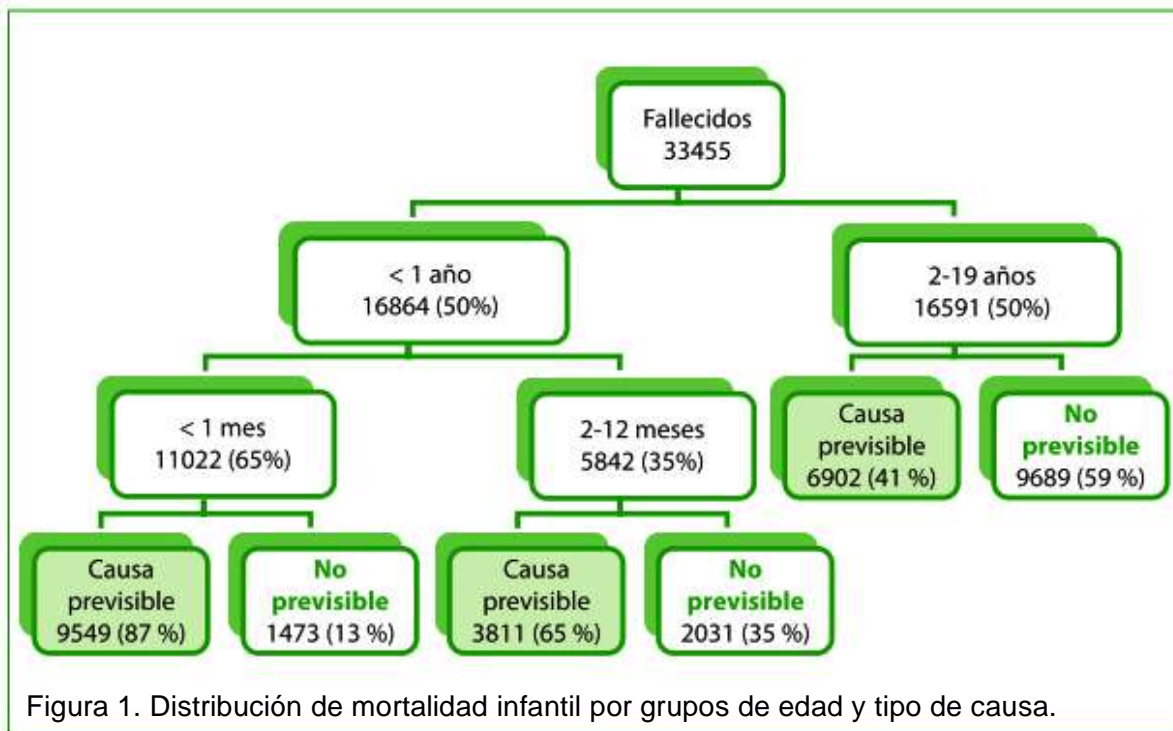 Fallecidos
33455
< 1 año
16864 (50%)
2-19 años
16591 (50%)
< 1 mes
11022 (65%)
2-12 meses
5842 (35%)
Causa
previsible
6902 (41 %)
No
previsible
9689 (59 %)
Causa
previsible
9549 (87 %)
No
previsible
1473 (13 %)
Causa
previsible
3811 (65 %)
No
previsible
2031 (35 %)
Figura 1. Distribución de mortalidad infantil por grupos de edad y tipo de causa.